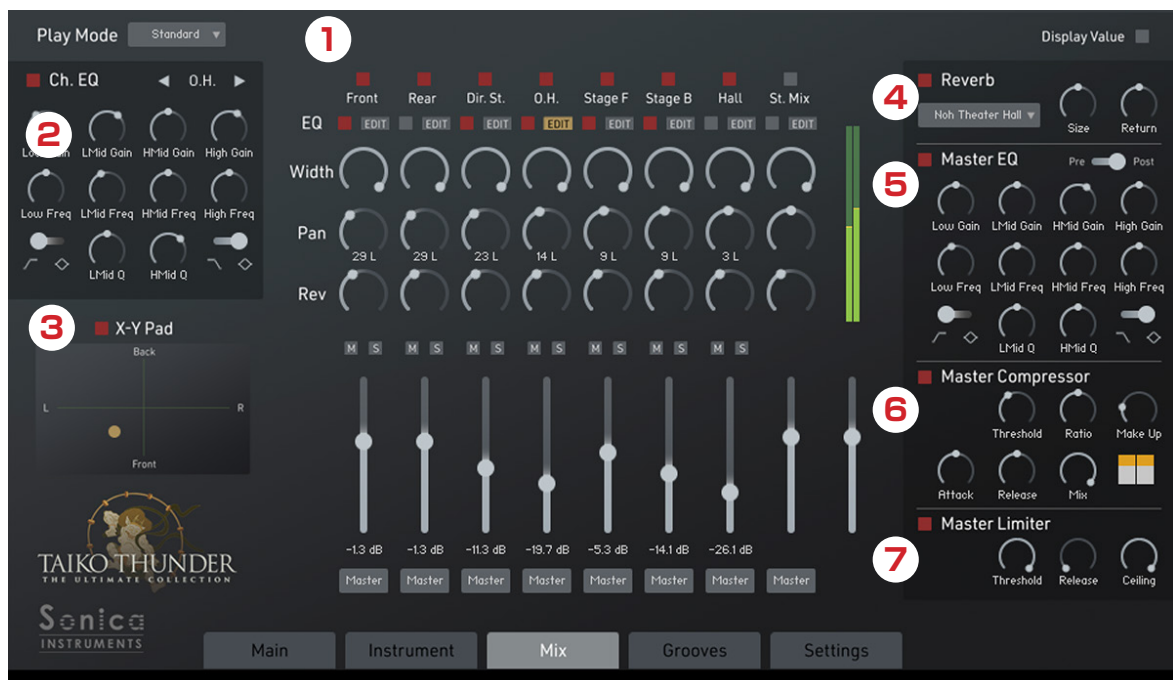 Play Mode Standard
1
Display Value
Ch. EQ O.H.
2
LMid Gain HMid Gain High Gain
Low Freq LMid Freq HMid Freq High Freq
LMid Q HMid Q
3
X-Y Pad
Back
L R
Front
TAIKO THUNDER
THE ULTIMATE COLLECTION
Sonica
INSTRUMENTS
Front Rear Dir. St. O.H. Stage F Stage B Hall St. Mix
EQ EDIT EDIT EDIT EDIT EDIT EDIT EDIT EDIT
Width
Pan
29 L 29 L 23 L 14 L 9 L 9 L 3 L
Rev
M S M S M S M S M S M S M S
-1.3 dB -1.3 dB -11.3 dB -19.7 dB -5.3 dB -14.1 dB -26.1 dB
Master Master Master Master Master Master Master Master
4
Reverb
Noh Theater Hall
Size Return
5
Master EQ Pre Post
Low Gain LMid Gain HMid Gain High Gain
Low Freq LMid Freq HMid Freq High Freq
LMid Q HMid Q
6
Master Compressor
Threshold Ratio Make Up
Attack Release Mix
7
Master Limiter
Threshold Release Ceiling
Main Instrument Mix Grooves Settings